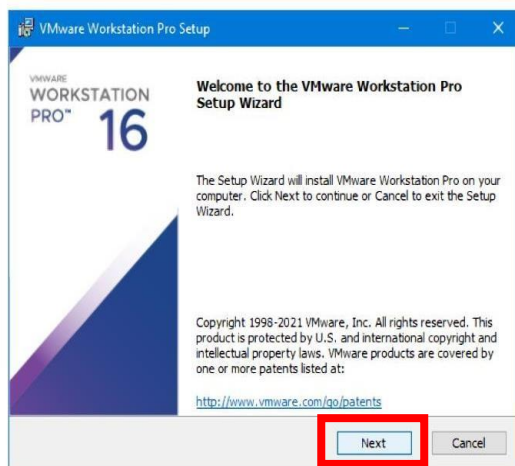 VMware Workstation Pro Setup
VMWARE
WORKSTATION
PRO™ 16
Welcome to the VMware Workstation Pro
Setup Wizard
The Setup Wizard will install VMware Workstation Pro on your
computer. Click Next to continue or Cancel to exit the Setup
Wizard.
Copyright 1998-2021 VMware, Inc. All rights reserved. This
product is protected by U.S. and international copyright and
intellectual property laws. VMware products are covered by
one or more patents listed at:
http://www.vmware.com/go/patents
Next Cancel